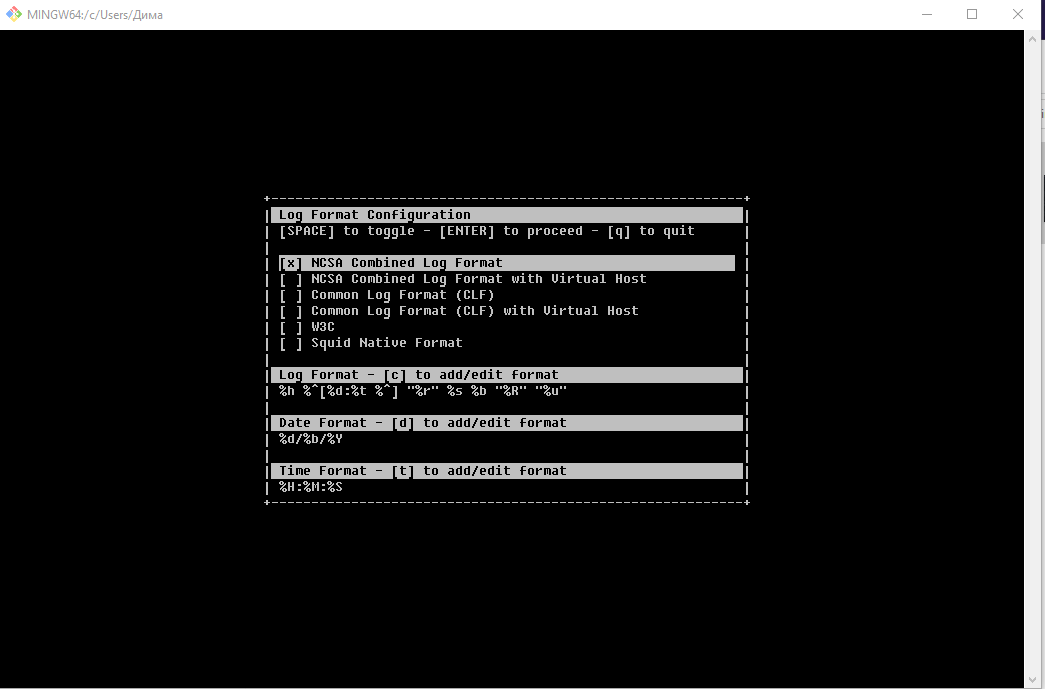 MINGW64:/c/Users/Дима
Log Format Configuration
[SPACE] to toggle - [ENTER] to proceed - [q] to quit
[x] NCSA Combined Log Format
[ ] NCSA Combined Log Format with Virtual Host
[ ] Common Log Format (CLF)
[ ] Common Log Format (CLF) with Virtual Host
[ ] W3C
[ ] Squid Native Format
Log Format - [c] to add/edit format
%h %^[%d:%t %^] "%r" %s %b "%R" "%u"
Date Format - [d] to add/edit format
%d/%b/%Y
Time Format - [t] to add/edit format
%H:%M:%S